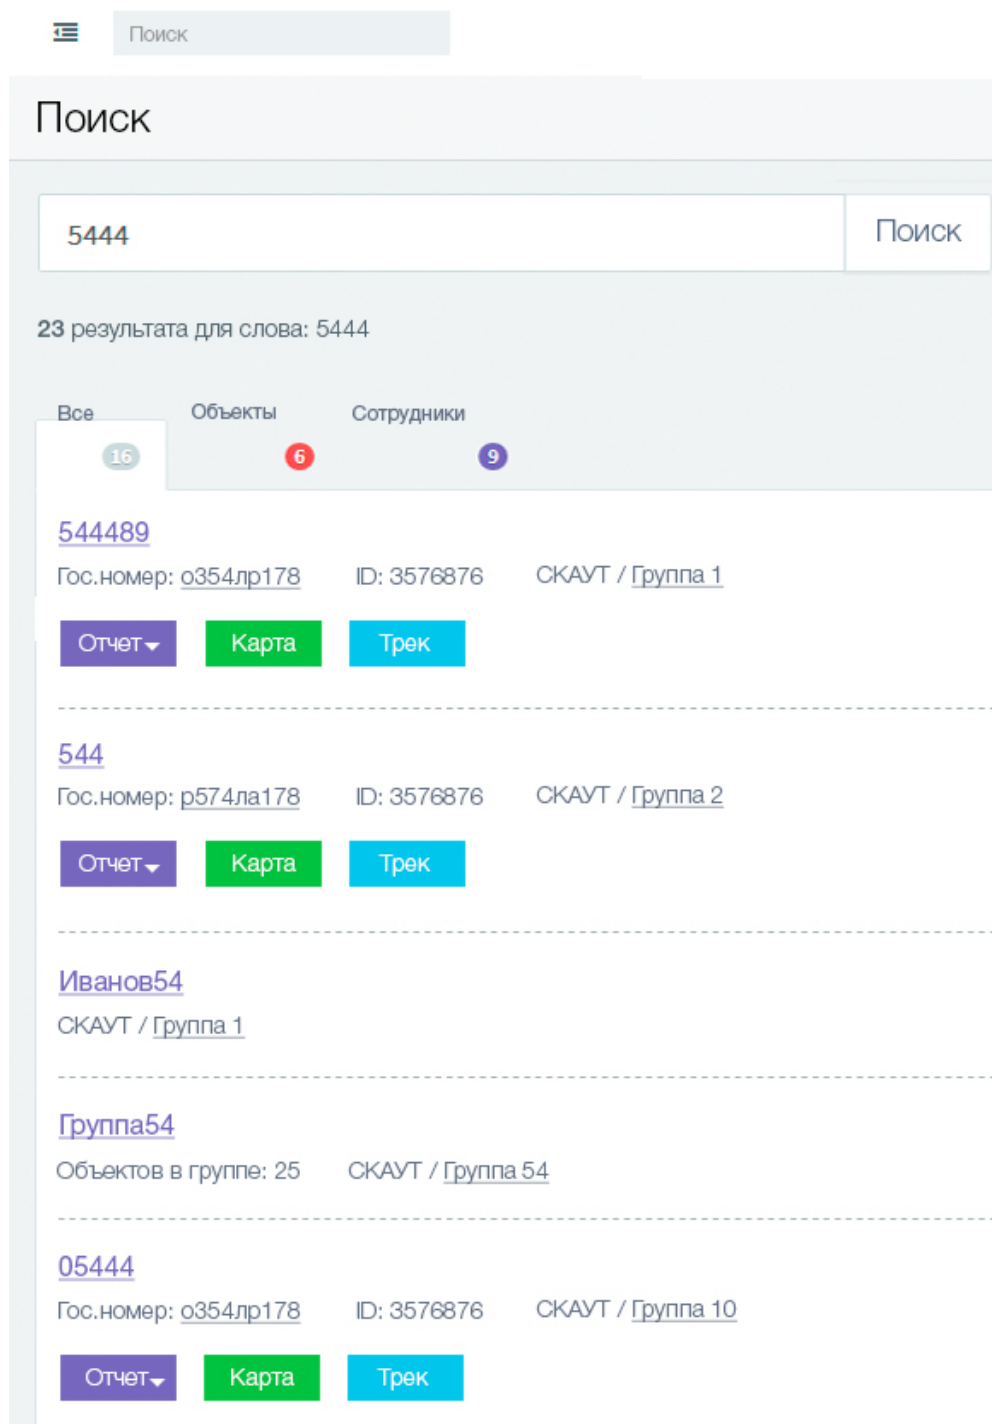 Поиск
Поиск
5444 Поиск
23 результата для слова: 5444
Все Объекты Сотрудники
16 6 9
544489
Гос.номер: о354лр178 ID: 3576876 СКАУТ / Группа 1
Отчет Карта Трек
544
Гос.номер: р574ла178 ID: 3576876 СКАУТ / Группа 2
Отчет Карта Трек
Иванов54
СКАУТ / Группа 1
Группа54
Объектов в группе: 25 СКАУТ / Группа 54
05444
Гос.номер: о354лр178 ID: 3576876 СКАУТ / Группа 10
Отчет Карта Трек